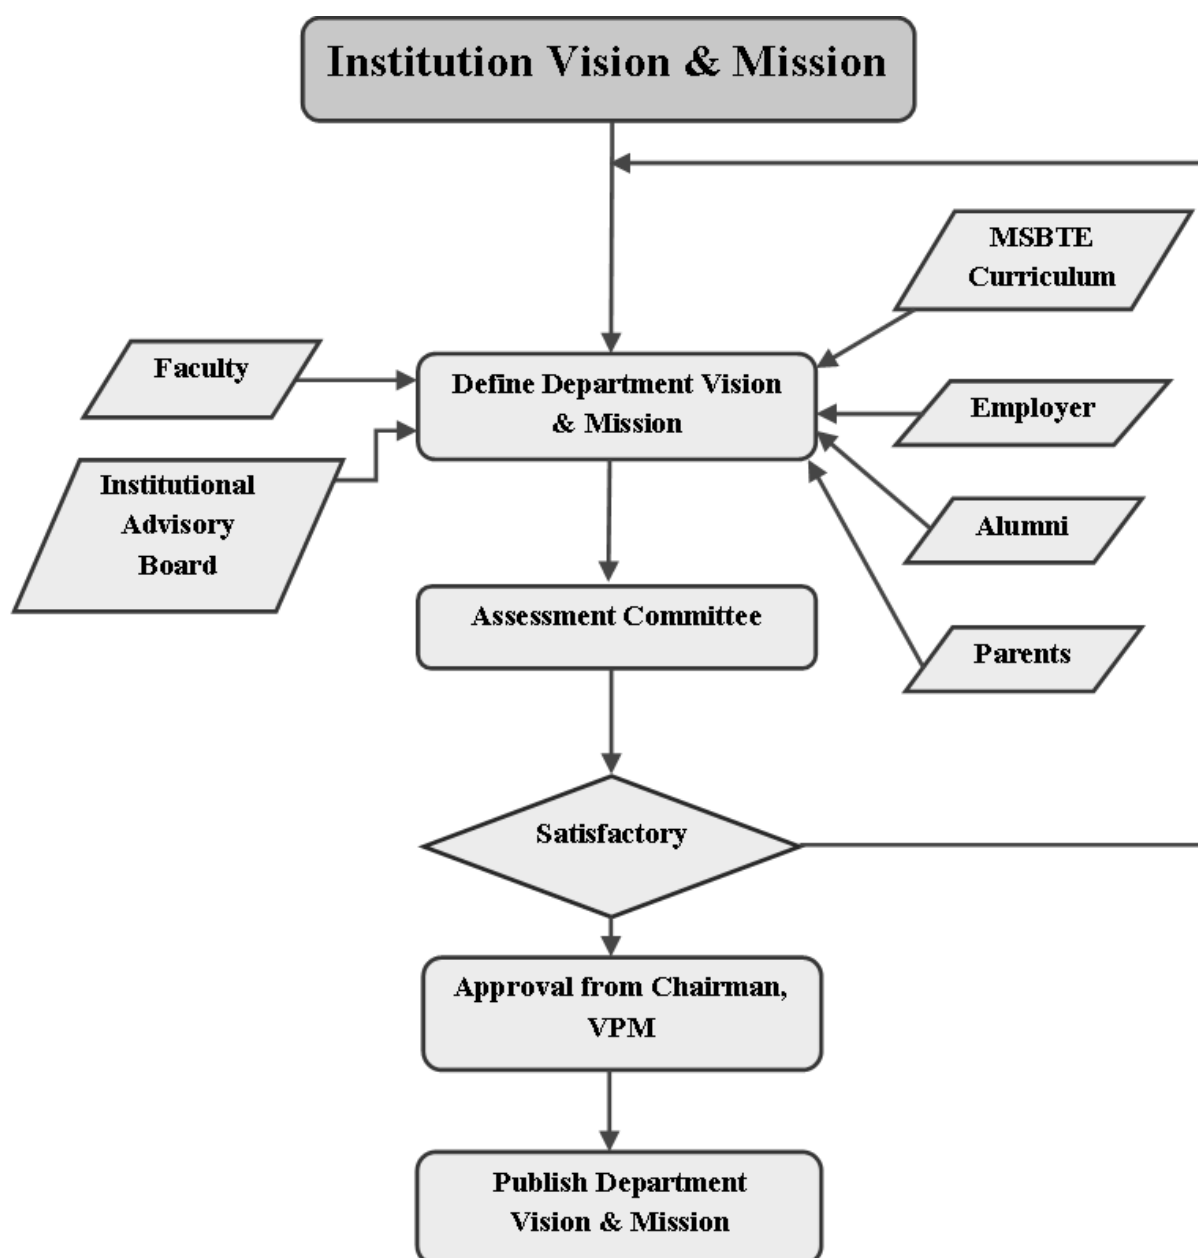 Institution Vision & Mission
MSBTE
Curriculum
Faculty
Define Department Vision
& Mission
Employer
Institutional
Advisory
Board
Alumni
Assessment Committee
Parents
Satisfactory
Approval from Chairman,
VPM
Publish Department
Vision & Mission